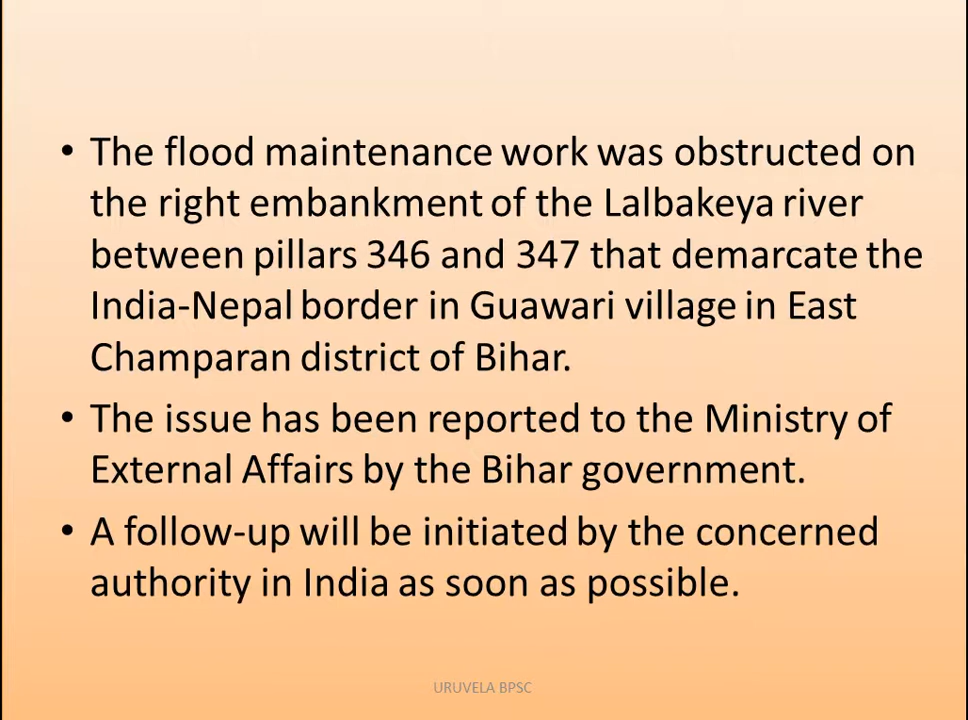 • The flood maintenance work was obstructed on
the right embankment of the Lalbakeya river
between pillars 346 and 347 that demarcate the
India-Nepal border in Guawari village in East
Champaran district of Bihar.
• The issue has been reported to the Ministry of
External Affairs by the Bihar government.
• A follow-up will be initiated by the concerned
authority in India as soon as possible.
URUVELA BPSC